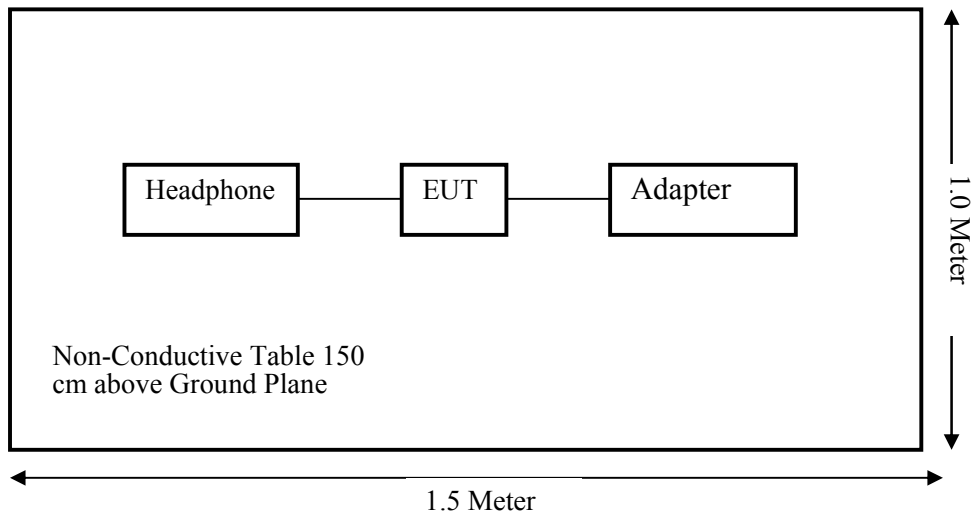 Headphone
EUT
Adapter
1.0 Meter
Non-Conductive Table 150
cm above Ground Plane
1.5 Meter